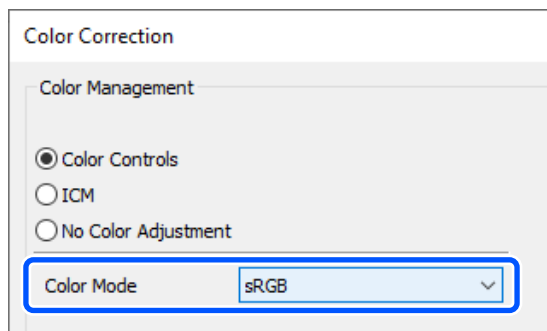 Color Correction
Color Management
Color Controls
ICM
No Color Adjustment
Color Mode sRGB